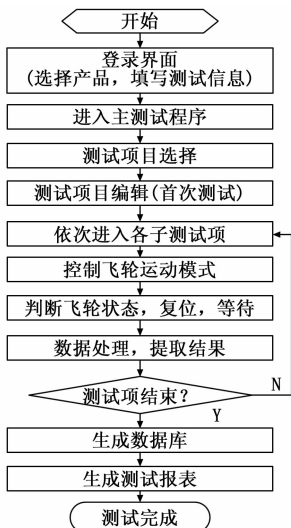 开始
登录界面
(选择产品，填写测试信息)
进入主测试程序
测试项目选择
测试项目编辑(首次测试)
依次进入各子测试项
控制飞轮运动模式
判断飞轮状态，复位，等待
数据处理，提取结果
测试项结束？
N
Y
生成数据库
生成测试报表
测试完成